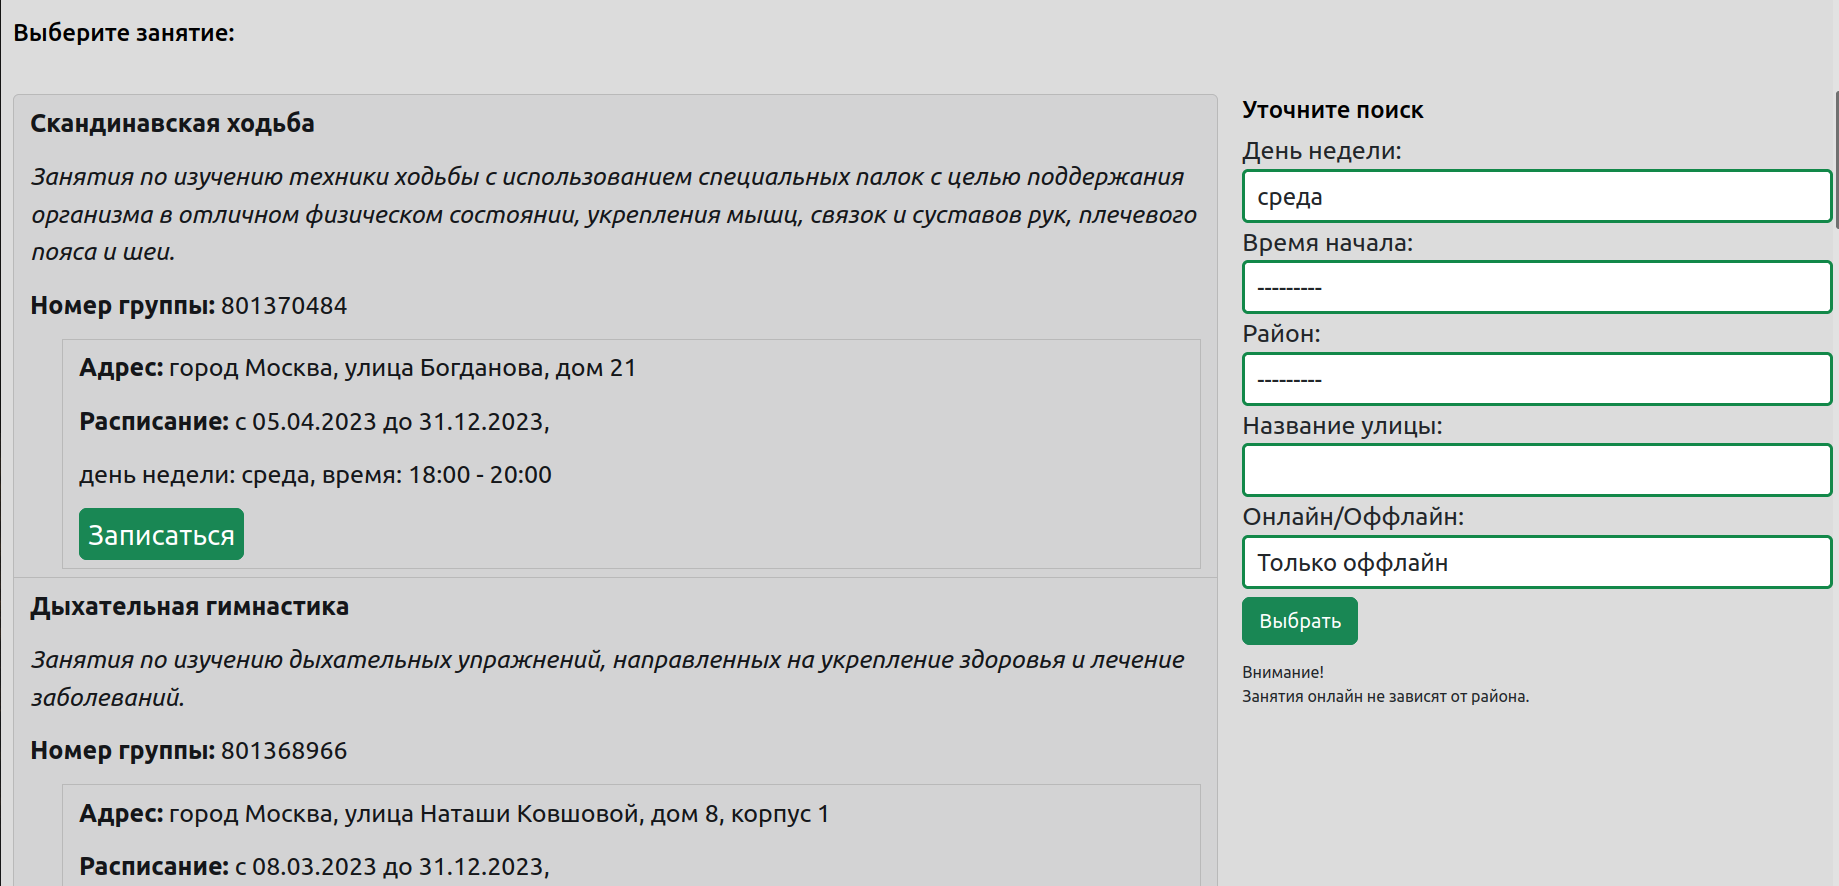 Выберите занятие:
Скандинавская ходьба
Занятия по изучению техники ходьбы с использованием специальных палок с целью поддержания
организма в отличном физическом состоянии, укрепления мышц, связок и суставов рук, плечевого
пояса и шеи.
Номер группы: 801370484
Адрес: город Москва, улица Богданова, дом 21
Расписание: с 05.04.2023 до 31.12.2023,
день недели: среда, время: 18:00 - 20:00
Записаться
Дыхательная гимнастика
Занятия по изучению дыхательных упражнений, направленных на укрепление здоровья и лечение
заболеваний.
Номер группы: 801368966
Адрес: город Москва, улица Наташи Ковшовой, дом 8, корпус 1
Расписание: с 08.03.2023 до 31.12.2023,
Уточните поиск
День недели:
среда
Время начала:
---------
Район:
---------
Название улицы:
Онлайн/Оффлайн:
Только оффлайн
Выбрать
Внимание!
Занятия онлайн не зависят от района.